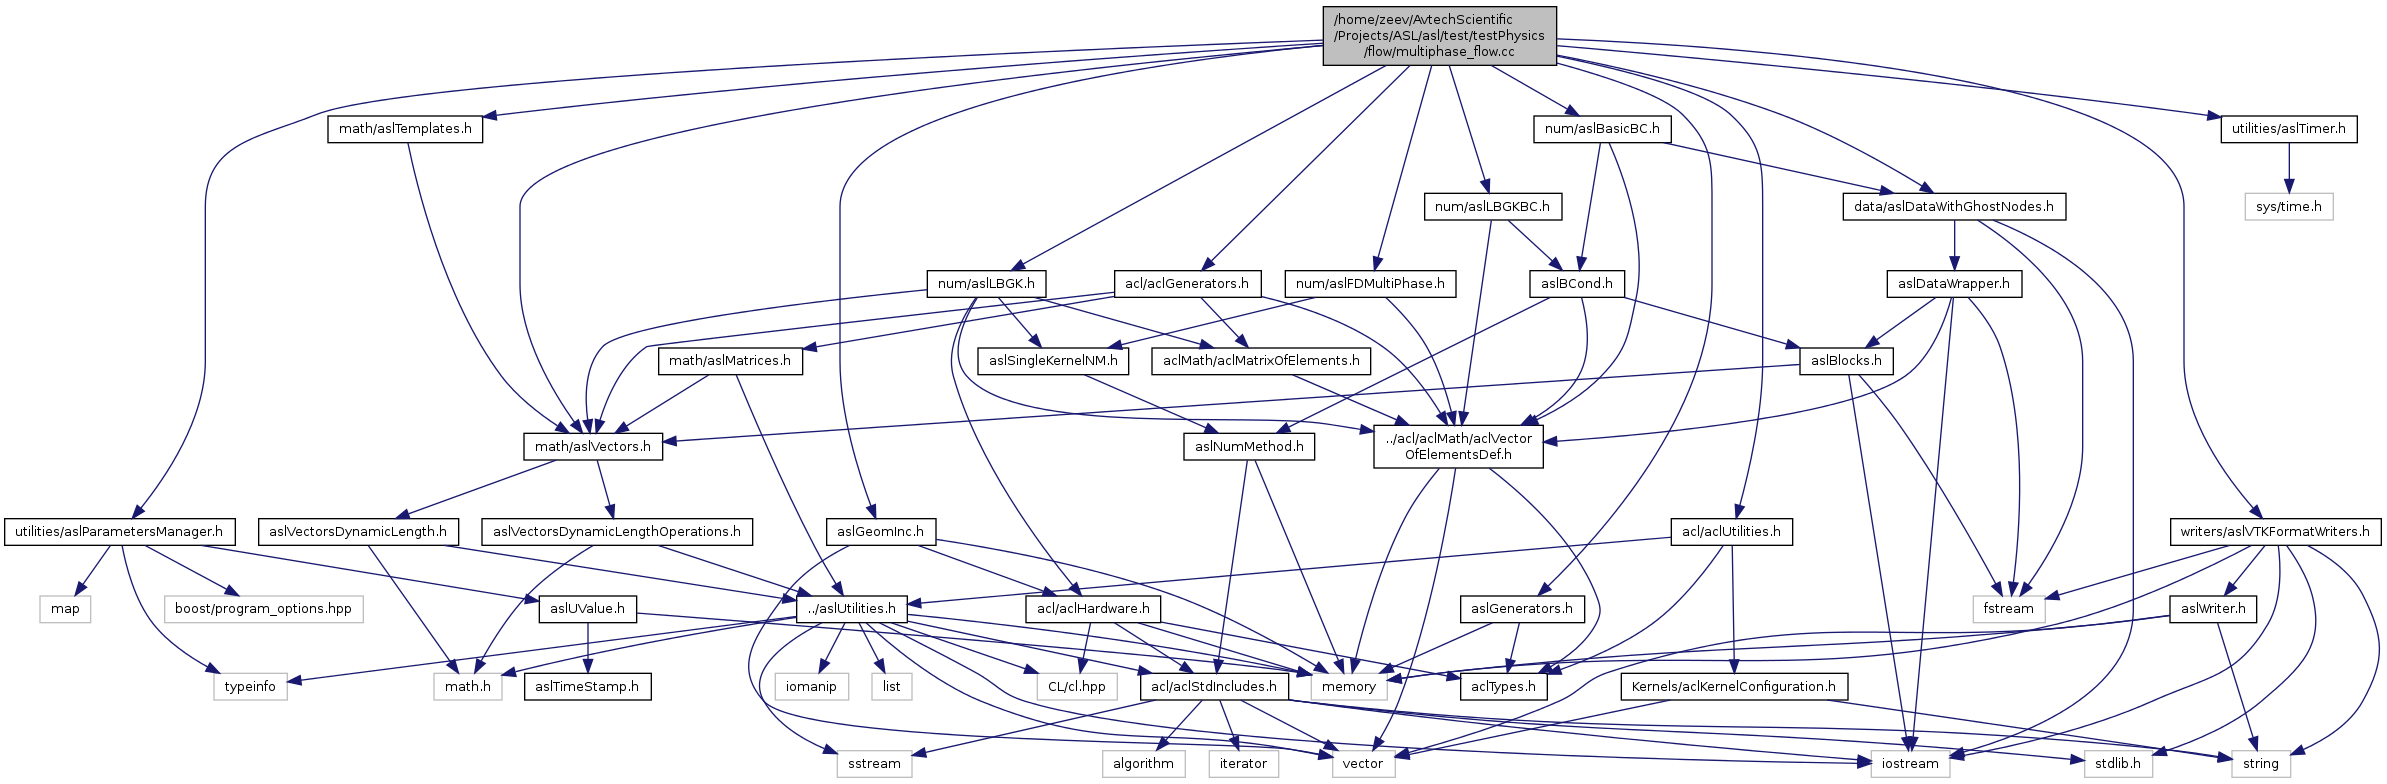 /home/zeev/AvtechScientific
/Projects/ASL/asl/test/testPhysics
/flow/multiphase_flow.cc
math/aslTemplates.h
num/aslBasicBC.h
utilities/aslTimer.h
num/aslLBGKBC.h
data/aslDataWithGhostNodes.h
sys/time.h
num/aslLBGK.h
acl/aclGenerators.h
num/aslFDMultiPhase.h
aslBCond.h
aslDataWrapper.h
math/aslMatrices.h
aslSingleKernelNM.h
aclMath/aclMatrixOfElements.h
aslBlocks.h
math/aslVectors.h
aslNumMethod.h
../acl/aclMath/aclVector
OfElementsDef.h
utilities/aslParametersManager.h
aslVectorsDynamicLength.h
aslVectorsDynamicLengthOperations.h
aslGeomInc.h
acl/aclUtilities.h
writers/aslVTKFormatWriters.h
map
boost/program_options.hpp
aslUValue.h
../aslUtilities.h
acl/aclHardware.h
aslGenerators.h
fstream
aslWriter.h
typeinfo
math.h
aslTimeStamp.h
iomanip
list
CL/cl.hpp
acl/aclStdIncludes.h
memory
aclTypes.h
Kernels/aclKernelConfiguration.h
sstream
algorithm
iterator
vector
iostream
stdlib.h
string